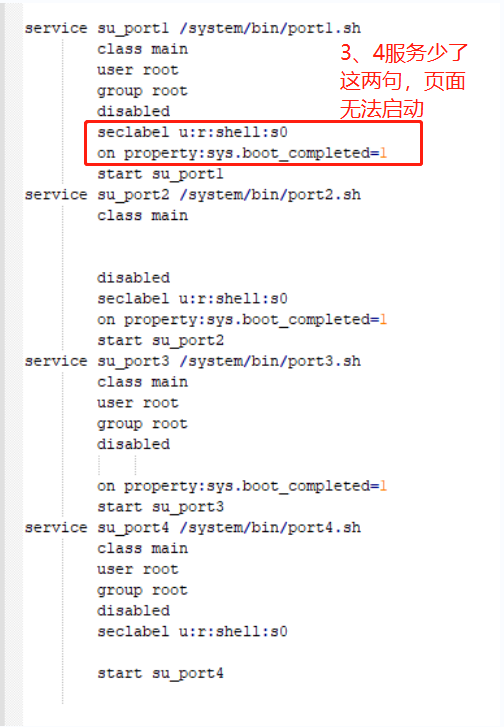 service su_port1 /system/bin/port1.sh
class main
user root
group root
disabled
seclabel u:r:shell:s0
on property:sys.boot_completed=1
start su_port1
3、4服务少了
这两句，页面
无法启动
service su_port2 /system/bin/port2.sh
class main
disabled
seclabel u:r:shell:s0
on property:sys.boot_completed=1
start su_port2
service su_port3 /system/bin/port3.sh
class main
user root
group root
disabled
on property:sys.boot_completed=1
start su_port3
service su_port4 /system/bin/port4.sh
class main
user root
group root
disabled
seclabel u:r:shell:s0
start su_port4